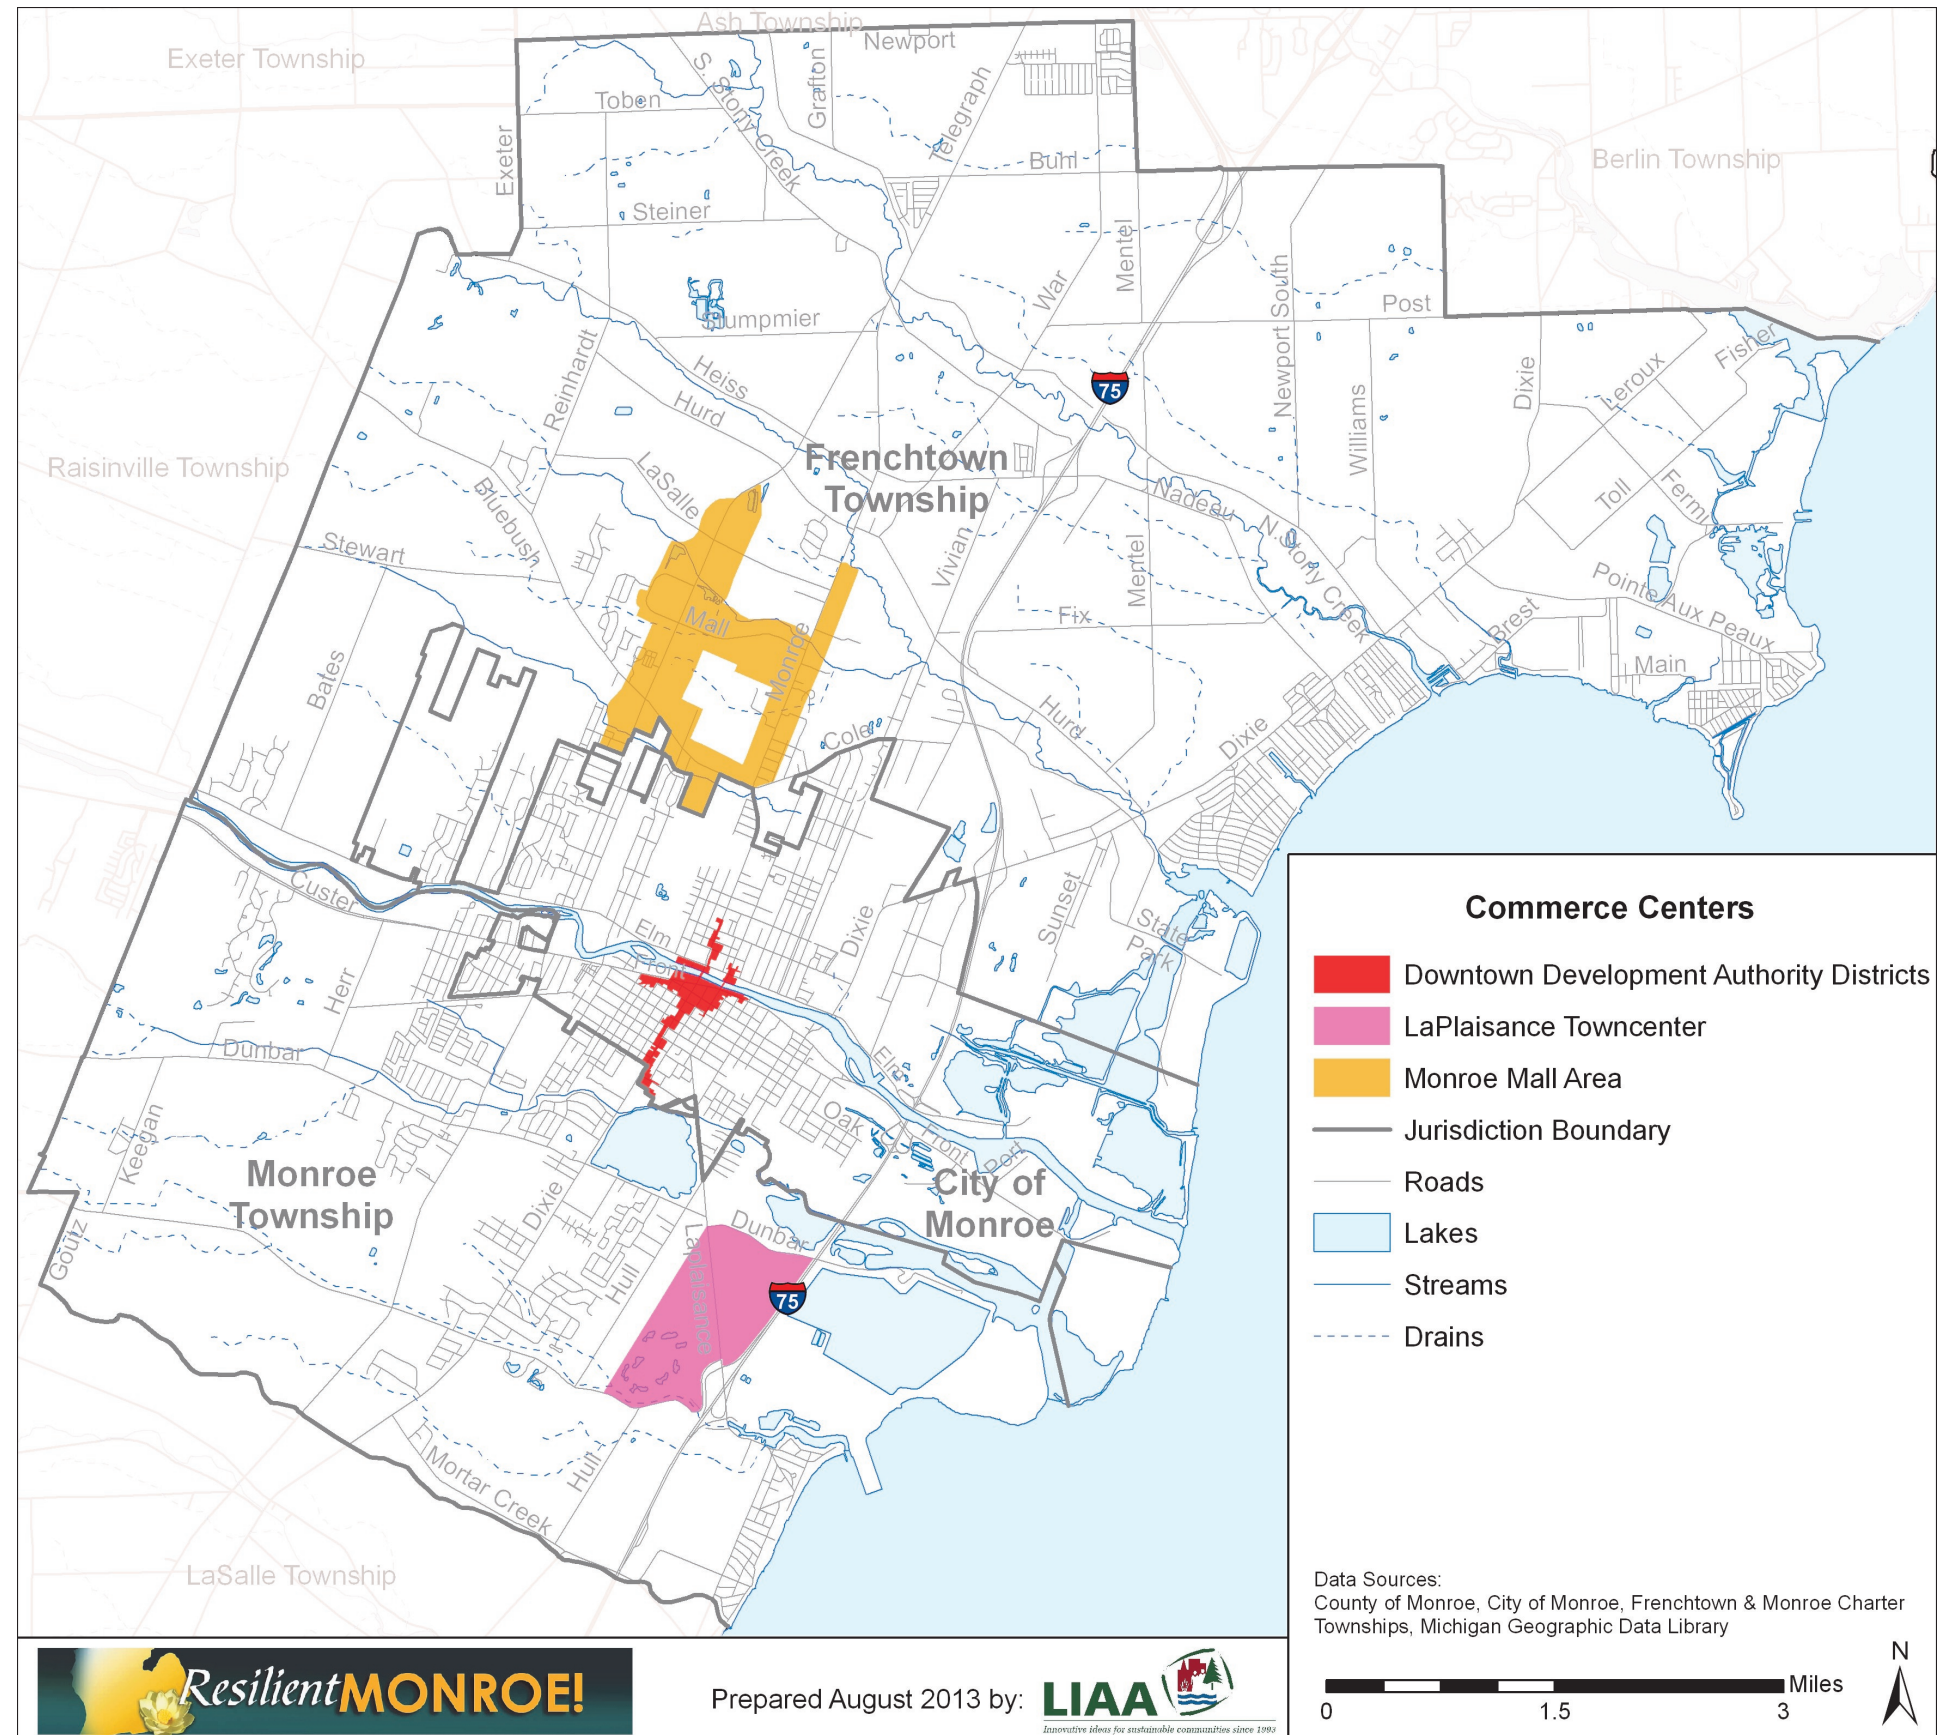 Ash Township
Exeter Township
Newport
S. Stony Creek
Grafton
Telegraph
Toben
Exeter
Buhl
Berlin Township
Steiner
Mentel
War
Newport South
Post
Stumpmier
Fisher
Reinhardt
Heiss
Hurd
75
Dixie
Leroux
Williams
Frenchtown
Township
Raisinville Township
LaSalle
Bluebush
Nadeau
N. Stony Creek
Toll
Fermi
Stewart
Vivian
Mentel
Pointe Aux Peaux
Fix
Mall
Monroe
Brest
Main
Bates
Cole
Hurd
Dixie
Custer
Elm
Front
Dixie
Sunset
State
Park
Herr
Dunbar
Elm
Oak
Front
Port
Keegan
Monroe
Township
City of
Monroe
Dixie
Goutz
Dunbar
Laplaisance
Hull
75
Mortar Creek
Hull
LaSalle Township
Commerce Centers
Downtown Development Authority Districts
LaPlaisance Towncenter
Monroe Mall Area
Jurisdiction Boundary
Roads
Lakes
Streams
Drains
Data Sources:
County of Monroe, City of Monroe, Frenchtown & Monroe Charter
Townships, Michigan Geographic Data Library
N
Miles
0 1.5 3
ResilientMONROE!
Prepared August 2013 by:
LIAA
Innovative ideas for sustainable communities since 1993